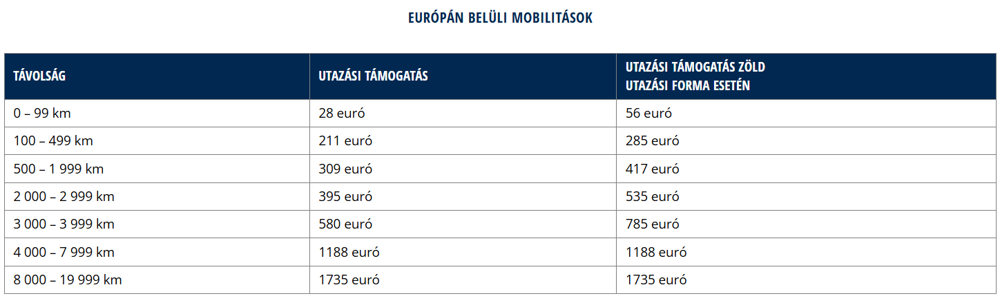 EURÓPÁN BELÜLI MOBILITÁSOK
TÁVOLSÁG UTAZÁSI TÁMOGATÁS UTAZÁSI TÁMOGATÁS ZÖLD
UTAZÁSI FORMA ESETÉN
0 – 99 km 28 euró 56 euró
100 – 499 km 211 euró 285 euró
500 – 1 999 km 309 euró 417 euró
2 000 – 2 999 km 395 euró 535 euró
3 000 – 3 999 km 580 euró 785 euró
4 000 – 7 999 km 1188 euró 1188 euró
8 000 – 19 999 km 1735 euró 1735 euró